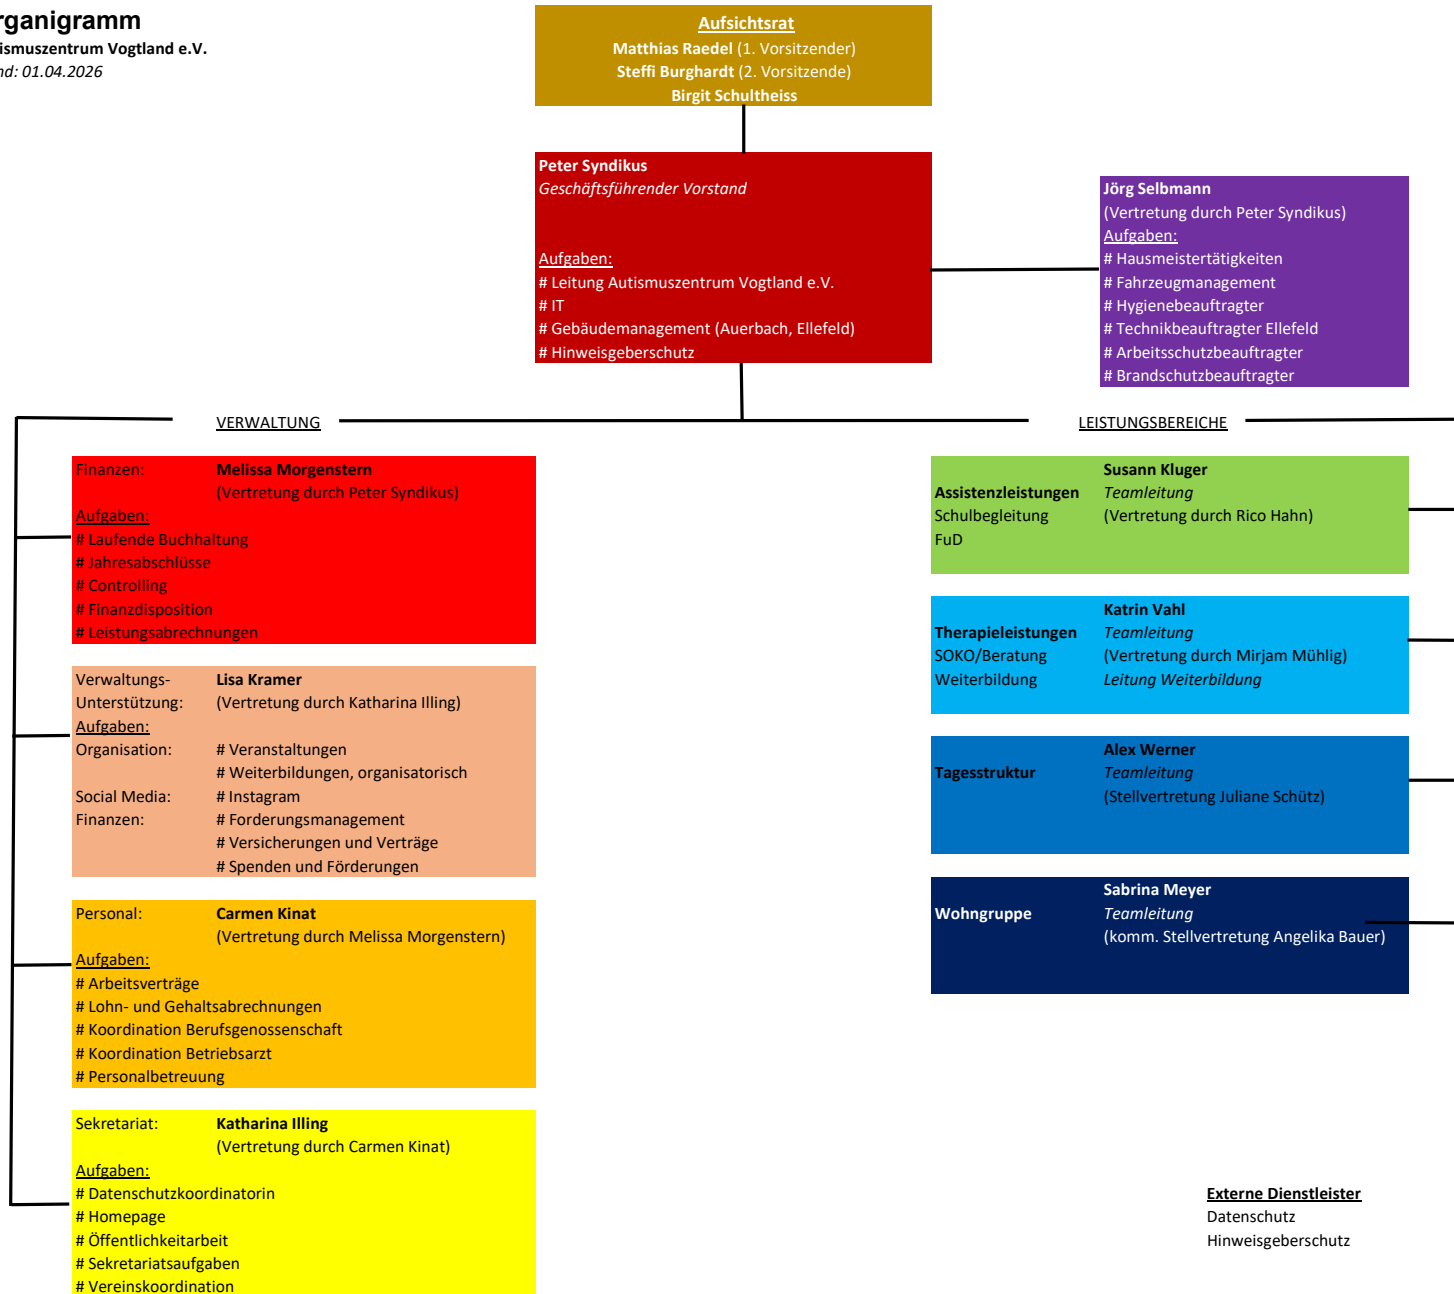 rganigramm
ismuszentrum Vogtland e.V.
nd: 01.04.2026
Aufsichtsrat
Matthias Raedel (1. Vorsitzender)
Steffi Burghardt (2. Vorsitzende)
Birgit Schultheiss
Peter Syndikus
Geschäftsführender Vorstand
Aufgaben:
# Leitung Autismuszentrum Vogtland e.V.
# IT
# Gebäudemanagement (Auerbach, Ellefeld)
# Hinweisgeberschutz
Jörg Selbmann
(Vertretung durch Peter Syndikus)
Aufgaben:
# Hausmeistertätigkeiten
# Fahrzeugmanagement
# Hygienebeauftragter
# Technikbeauftragter Ellefeld
# Arbeitsschutzbeauftragter
# Brandschutzbeauftragter
VERWALTUNG
Finanzen: Melissa Morgenstern
(Vertretung durch Peter Syndikus)
Aufgaben:
# Laufende Buchhaltung
# Jahresabschlüsse
# Controlling
# Finanzdisposition
# Leistungsabrechnungen
Verwaltungs- Lisa Kramer
Unterstützung: (Vertretung durch Katharina Illing)
Aufgaben:
Organisation: # Veranstaltungen
# Weiterbildungen, organisatorisch
Social Media: # Instagram
Finanzen: # Forderungsmanagement
# Versicherungen und Verträge
# Spenden und Förderungen
Personal: Carmen Kinat
(Vertretung durch Melissa Morgenstern)
Aufgaben:
# Arbeitsverträge
# Lohn- und Gehaltsabrechnungen
# Koordination Berufsgenossenschaft
# Koordination Betriebsarzt
# Personalbetreuung
Sekretariat: Katharina Illing
(Vertretung durch Carmen Kinat)
Aufgaben:
# Datenschutzkoordinatorin
# Homepage
# Öffentlichkeitarbeit
# Sekretariatsaufgaben
# Vereinskoordination
LEISTUNGSBEREICHE
Susann Kluger
Assistenzleistungen Teamleitung
Schulbegleitung (Vertretung durch Rico Hahn)
FuD
Katrin Vahl
Therapieleistungen Teamleitung
SOKO/Beratung (Vertretung durch Mirjam Mühlig)
Weiterbildung Leitung Weiterbildung
Alex Werner
Tagesstruktur Teamleitung
(Stellvertretung Juliane Schütz)
Sabrina Meyer
Wohngruppe Teamleitung
(komm. Stellvertretung Angelika Bauer)
Externe Dienstleister
Datenschutz
Hinweisgeberschutz